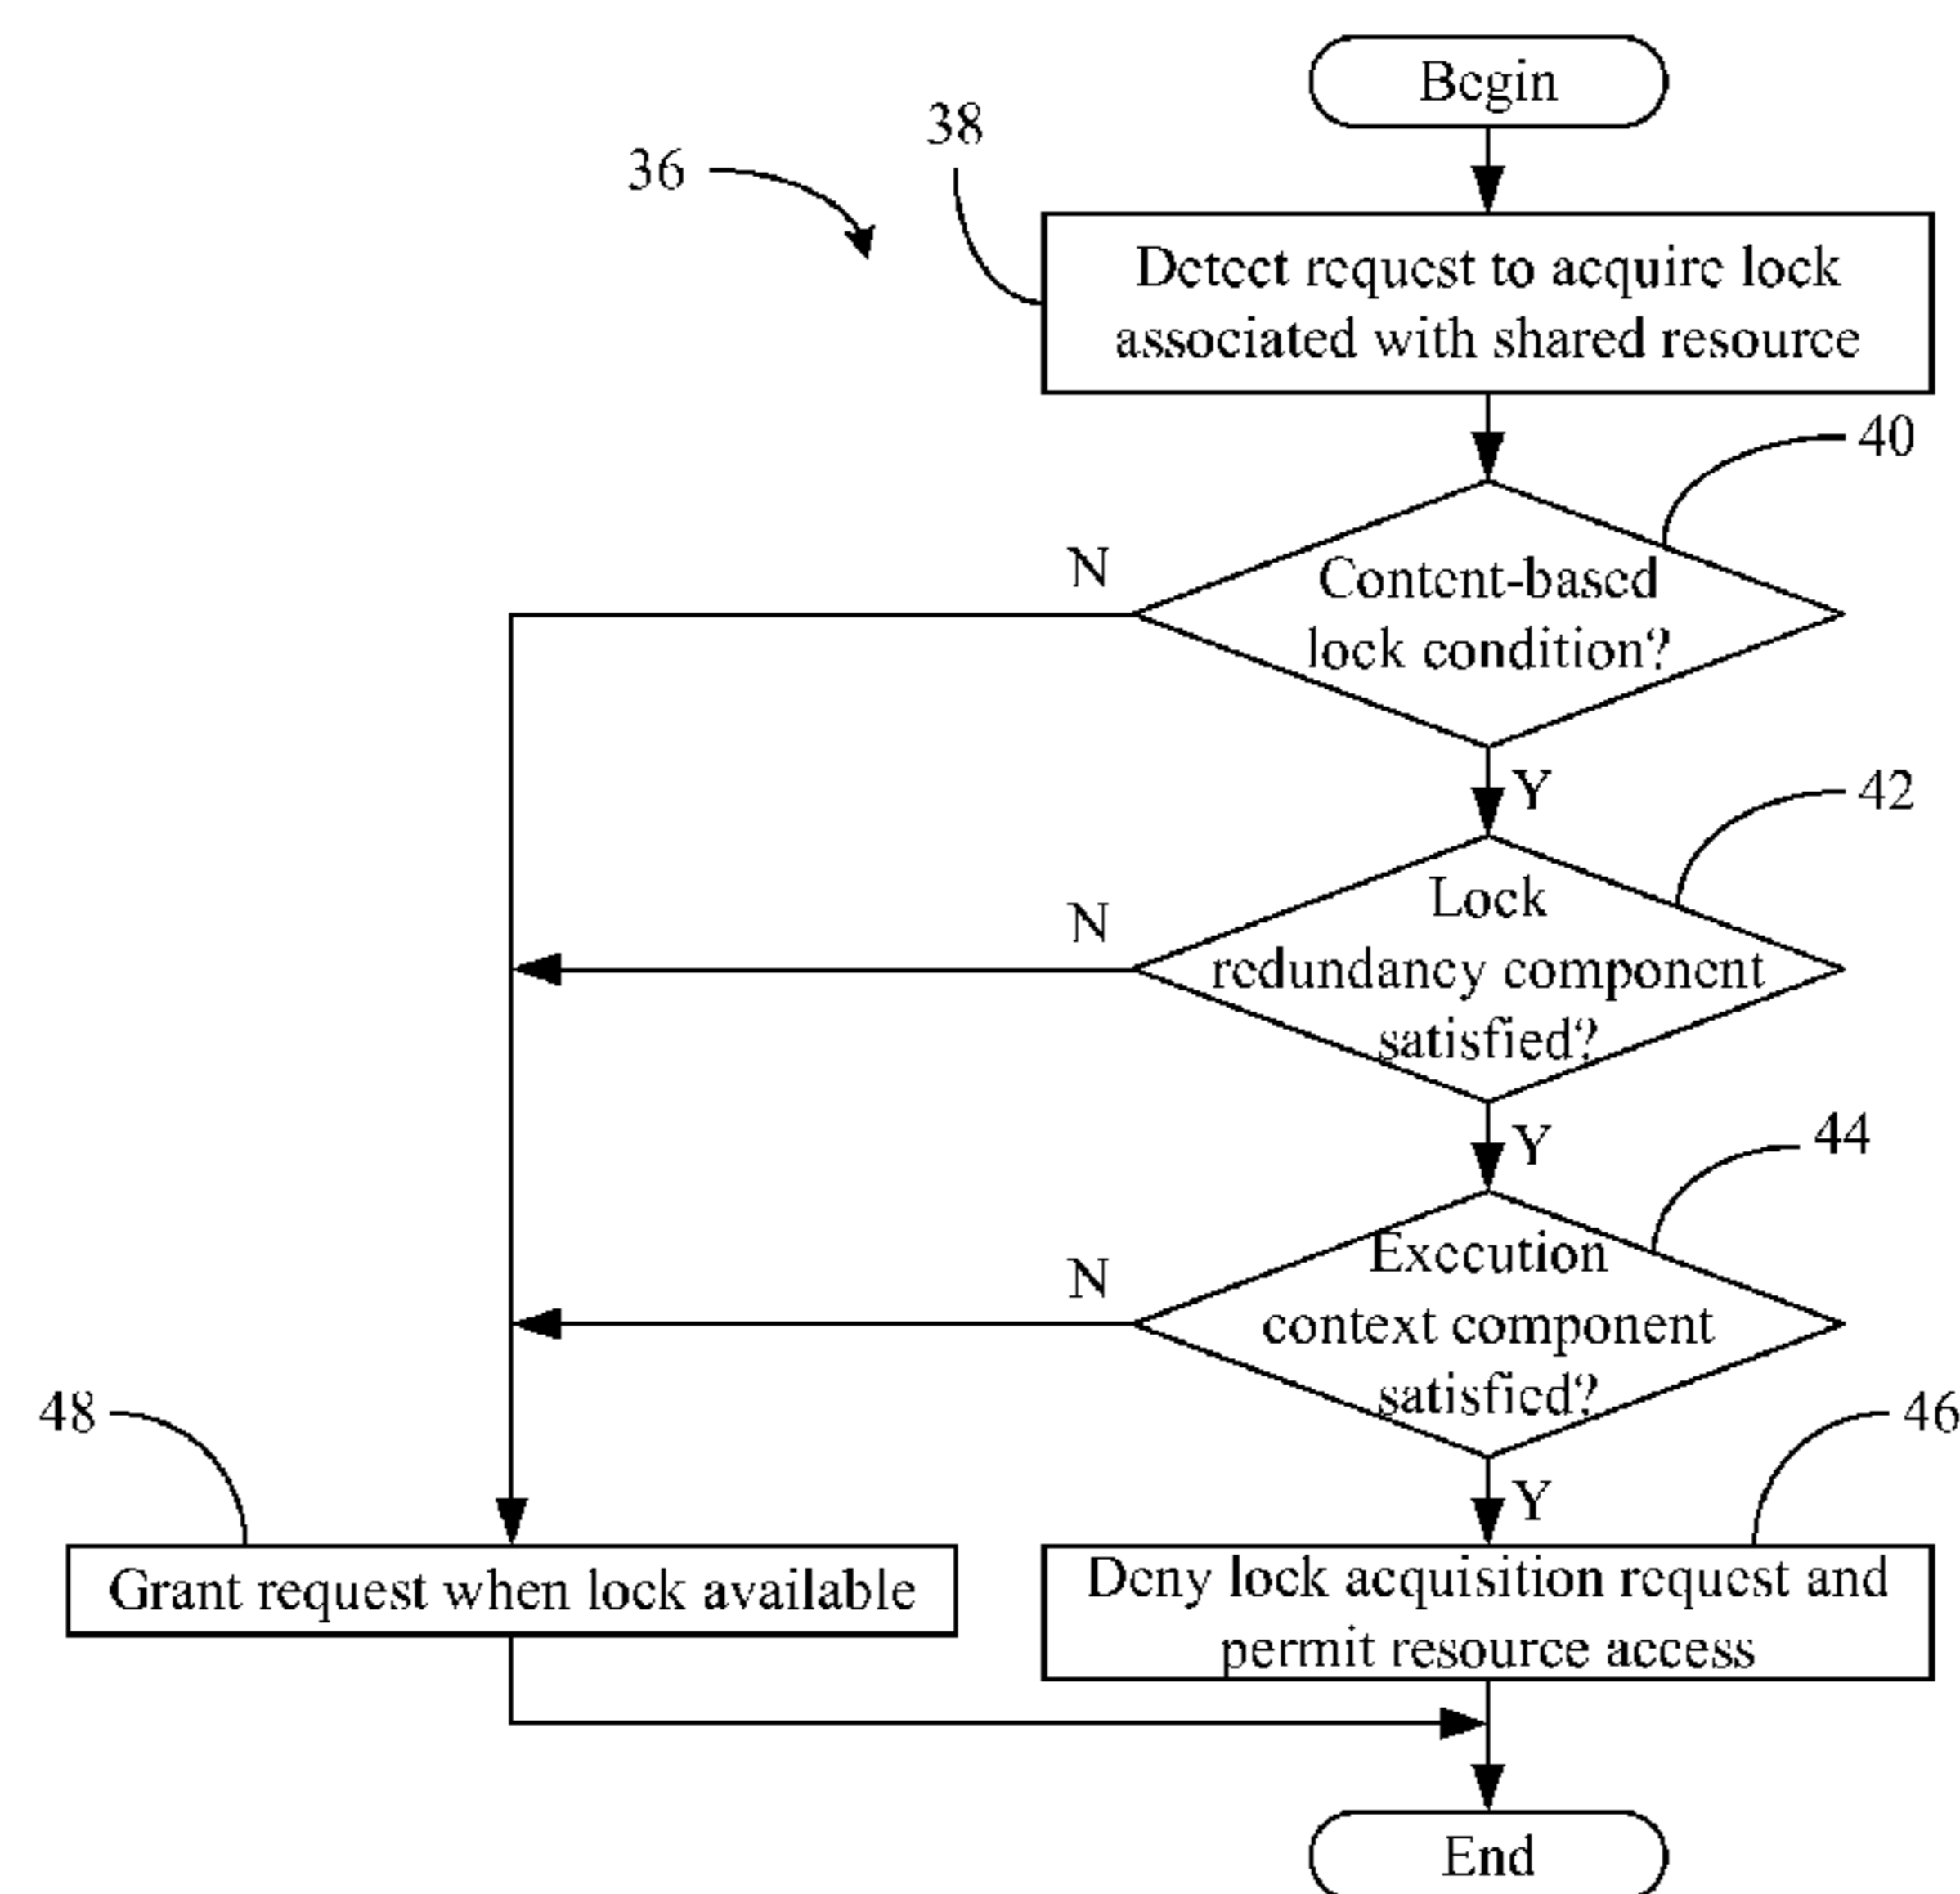 Begin
38
36
Detect request to acquire lock
associated with shared resource
40
N
Content-based
lock condition?
Y
42
N
Lock
redundancy component
satisfied?
Y
44
N
Execution
context component
satisfied?
48
46
Y
Grant request when lock available
Deny lock acquisition request and
permit resource access
End